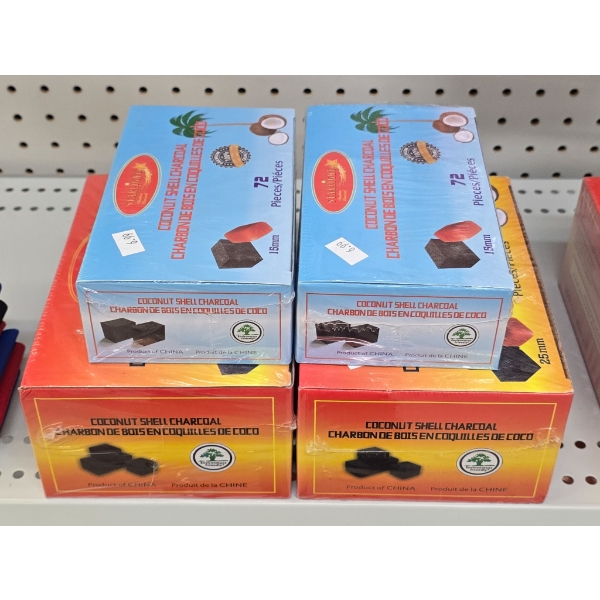 COCONUT SHELL CHARCOAL
CHARBON DE BOIS EN COQUILLES DE COCO
72
Pieces/Pièces
15mm
6.99
COCONUT SHELL CHARCOAL
CHARBON DE BOIS EN COQUILLES DE COCO
Product of CHINA Produit de la CHINE
COCONUT SHELL CHARCOAL
CHARBON DE BOIS EN COQUILLES DE COCO
72
Pieces/Pièces
15mm
COCONUT SHELL CHARCOAL
CHARBON DE BOIS EN COQUILLES DE COCO
Product of CHINA Produit de la CHINE
Pieces/Pièces
25mm
COCONUT SHELL CHARCOAL
CHARBON DE BOIS EN COQUILLES DE COCO
Product of CHINA Produit de la CHINE
COCONUT SHELL CHARCOAL
CHARBON DE BOIS EN COQUILLES DE COCO
Product of CHINA Produit de la CHINE